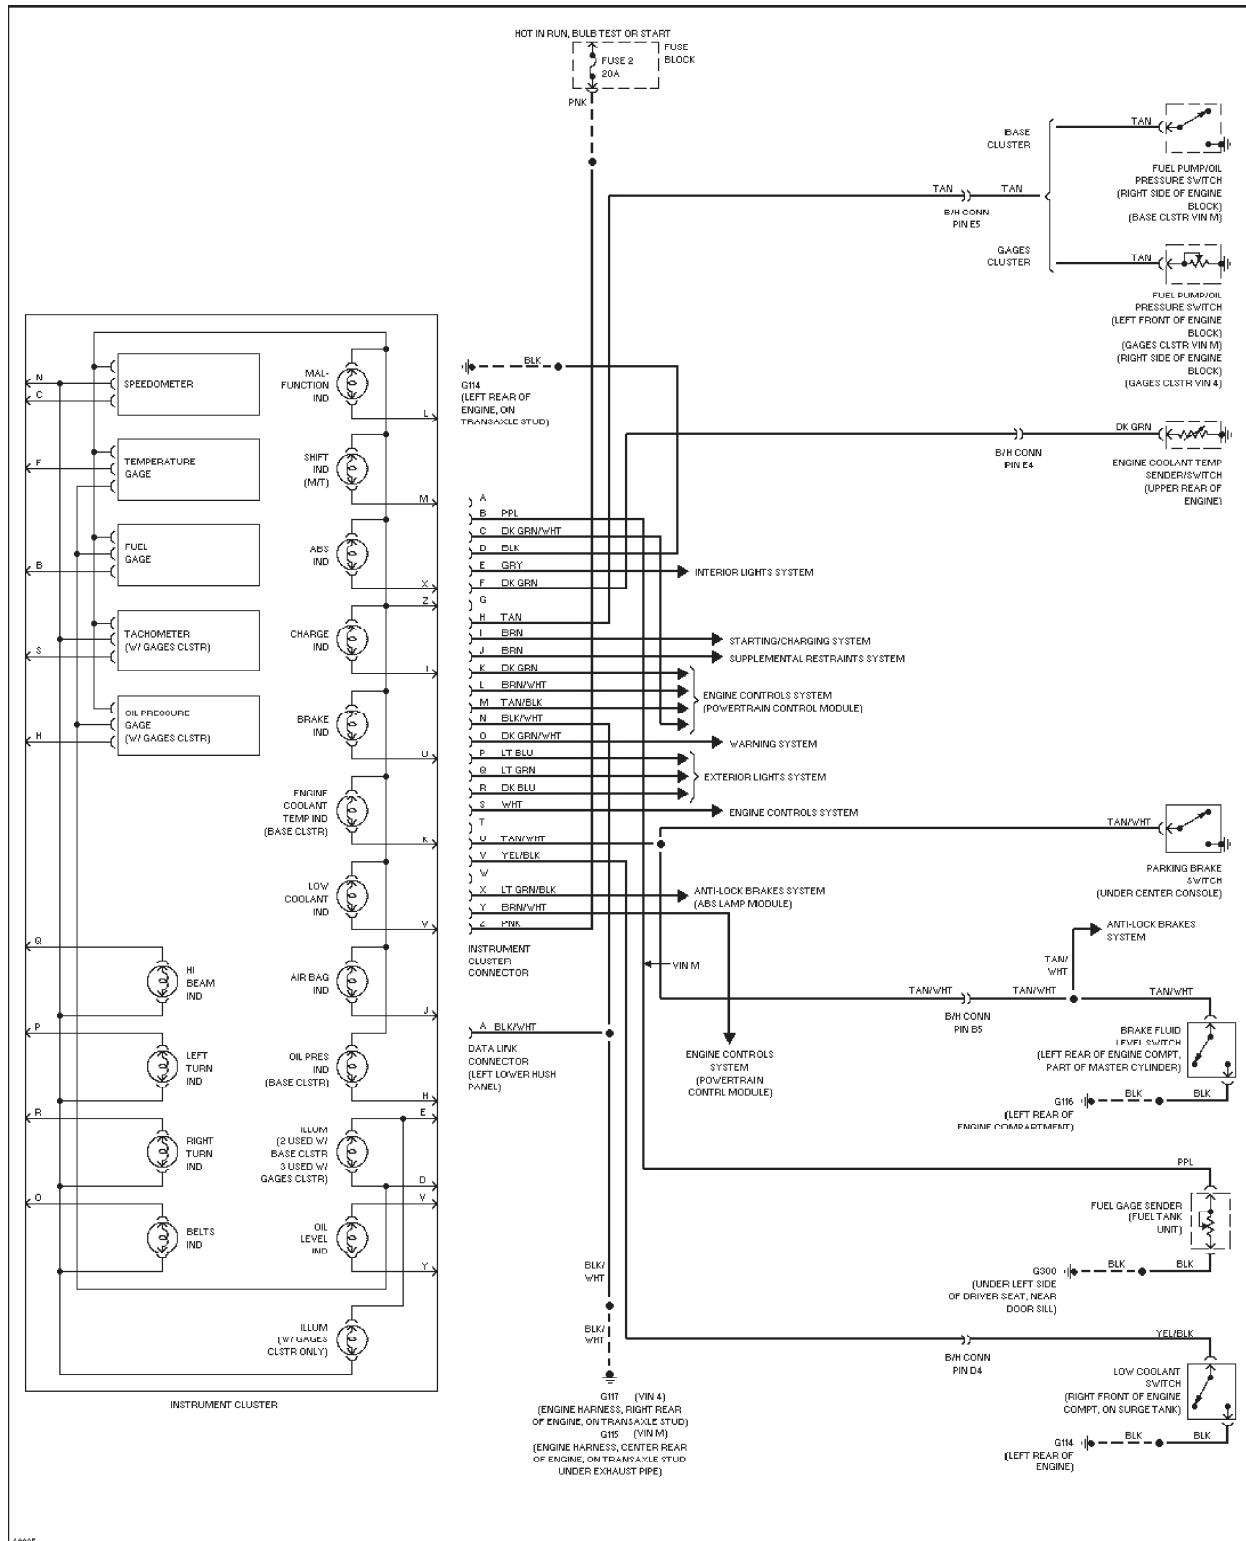 HOT IN RUN, BULB TEST OR START
FUSE
BLOCK
FUSE 2
20A
PNK
BASE
CLUSTER
TAN
FUEL PUMP/OIL
PRESSURE SWITCH
(RIGHT SIDE OF ENGINE
BLOCK)
(BASE CLSTR VIN M)
TAN
TAN
B/H CONN
PIN E5
GAGES
CLUSTER
TAN
FUEL PUMP/OIL
PRESSURE SWITCH
(LEFT FRONT OF ENGINE
BLOCK)
(GAGES CLSTR VIN M)
(RIGHT SIDE OF ENGINE
BLOCK)
(GAGES CLSTR VIN 4)
DK GRN
B/H CONN
PIN E4
ENGINE COOLANT TEMP
SENDER/SWITCH
(UPPER REAR OF
ENGINE)
BLK
G114
(LEFT REAR OF
ENGINE, ON
TRANSAXLE STUD)
N
C
SPEEDOMETER
F
TEMPERATURE
GAGE
B
FUEL
GAGE
S
TACHOMETER
(W/ GAGES CLSTR)
H
OIL PRESSURE
GAGE
(W/ GAGES CLSTR)
MAL-
FUNCTION
IND
L
SHIFT
IND
(M/T)
M
ABS
IND
X
Z
CHARGE
IND
I
BRAKE
IND
U
ENGINE
COOLANT
TEMP IND
(BASE CLSTR)
K
LOW
COOLANT
IND
V
AIR BAG
IND
J
OIL PRES
IND
(BASE CLSTR)
H
E
ILLUM
(2 USED W/
BASE CLSTR
3 USED W/
GAGES CLSTR)
D
V
OIL
LEVEL
IND
Y
ILLUM
(W/ GAGES
CLSTR ONLY)
Q
HI
BEAM
IND
P
LEFT
TURN
IND
R
RIGHT
TURN
IND
O
BELTS
IND
INSTRUMENT CLUSTER
A
B PPL
C DK GRN/WHT
D BLK
E GRY
F DK GRN
G
H TAN
I BRN
J BRN
K DK GRN
L BRN/WHT
M TAN/BLK
N BLK/WHT
O DK GRN/WHT
P LT BLU
Q LT GRN
R DK BLU
S WHT
T
U TAN/WHT
V YEL/BLK
W
X LT GRN/BLK
Y BRN/WHT
Z PNK
INSTRUMENT
CLUSTER
CONNECTOR
INTERIOR LIGHTS SYSTEM
STARTING/CHARGING SYSTEM
SUPPLEMENTAL RESTRAINTS SYSTEM
ENGINE CONTROLS SYSTEM
(POWERTRAIN CONTROL MODULE)
WARNING SYSTEM
EXTERIOR LIGHTS SYSTEM
ENGINE CONTROLS SYSTEM
ANTI-LOCK BRAKES SYSTEM
(ABS LAMP MODULE)
VIN M
A BLK/WHT
DATA LINK
CONNECTOR
(LEFT LOWER HUSH
PANEL)
ENGINE CONTROLS
SYSTEM
(POWERTRAIN
CONTRL MODULE)
TAN/WHT
PARKING BRAKE
SWITCH
(UNDER CENTER CONSOLE)
ANTI-LOCK BRAKES
SYSTEM
TAN/
WHT
TAN/WHT
TAN/WHT
TAN/WHT
B/H CONN
PIN B5
BRAKE FLUID
LEVEL SWITCH
(LEFT REAR OF ENGINE COMPT,
PART OF MASTER CYLINDER)
G116
BLK
BLK
(LEFT REAR OF
ENGINE COMPARTMENT)
PPL
FUEL GAGE SENDER
(FUEL TANK
UNIT)
G300
BLK
BLK
(UNDER LEFT SIDE
OF DRIVER SEAT, NEAR
DOOR SILL)
BLK/
WHT
BLK/
WHT
G117 (VIN 4)
(ENGINE HARNESS, RIGHT REAR
OF ENGINE, ON TRANSAXLE STUD)
G115 (VIN M)
(ENGINE HARNESS, CENTER REAR
OF ENGINE, ON TRANSAXLE STUD
UNDER EXHAUST PIPE)
YEL/BLK
B/H CONN
PIN D4
LOW COOLANT
SWITCH
(RIGHT FRONT OF ENGINE
COMPT, ON SURGE TANK)
G114
BLK
BLK
(LEFT REAR OF
ENGINE)